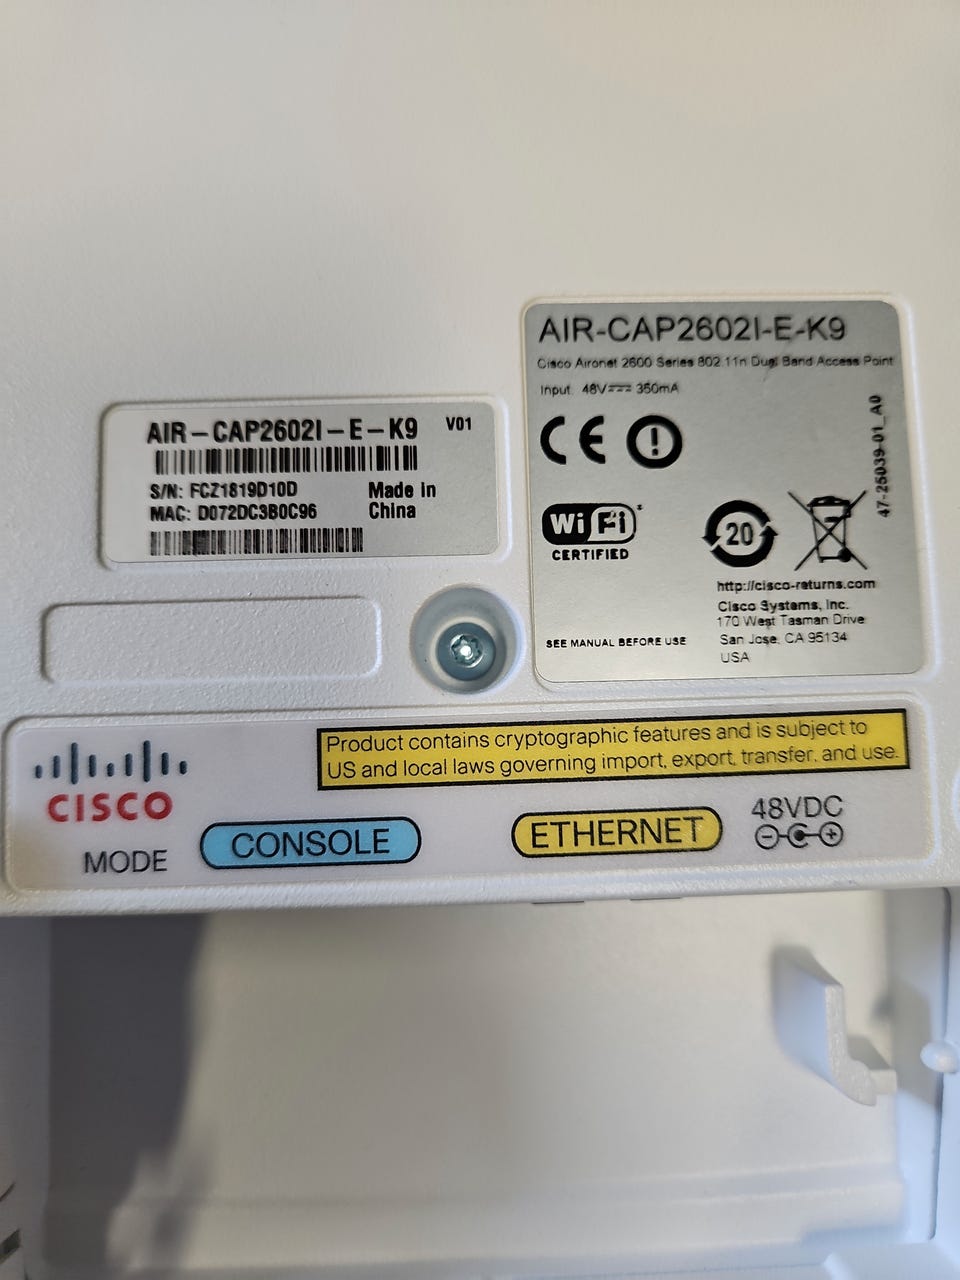 AIR-CAP2602I-E-K9
Cisco Aironet 2600 Series 802.11n Dual Band Access Point
Input: 48V⎓ 350mA
47-25039-01_A0
CE
Wi Fi
CERTIFIED
20
http://cisco-returns.com
Cisco Systems, Inc.
170 West Tasman Drive
San Jose, CA 95134
USA
SEE MANUAL BEFORE USE
AIR-CAP2602I-E-K9 V01
S/N: FCZ1819D10D
MAC: D072DC3B0C96
Made in
China
CISCO
Product contains cryptographic features and is subject to
US and local laws governing import, export, transfer, and use.
MODE
CONSOLE
ETHERNET
48VDC